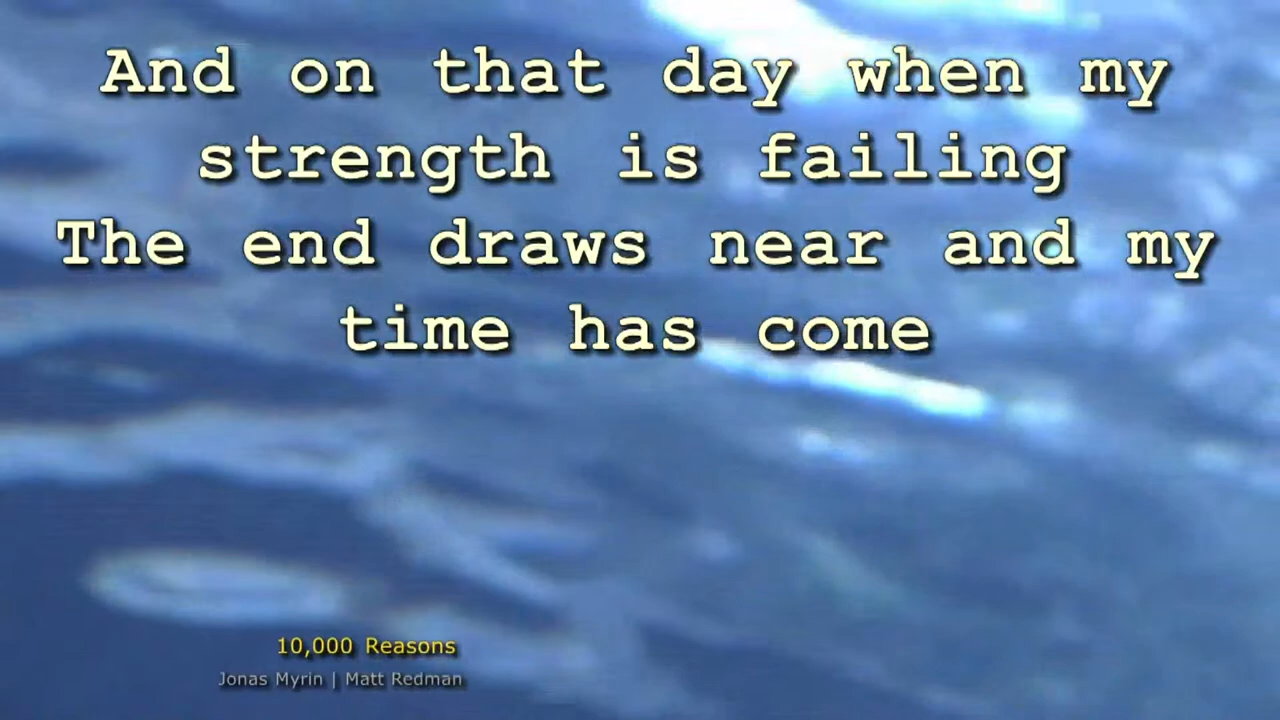 And on that day when my
strength is failing
The end draws near and my
time has come
10,000 Reasons
Jonas Myrin | Matt Redman